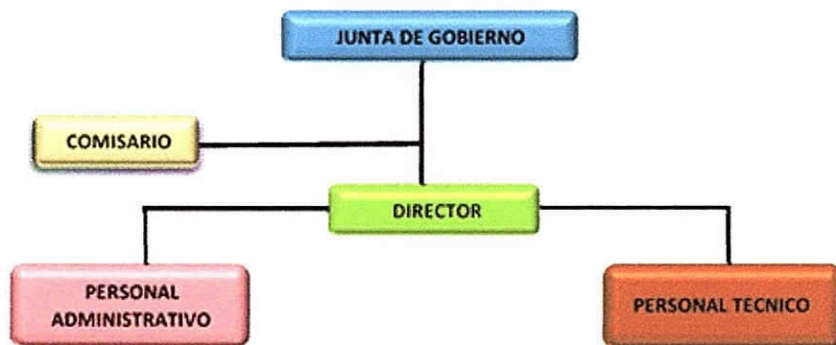 JUNTA DE GOBIERNO
COMISARIO
DIRECTOR
PERSONAL
ADMINISTRATIVO
PERSONAL TECNICO